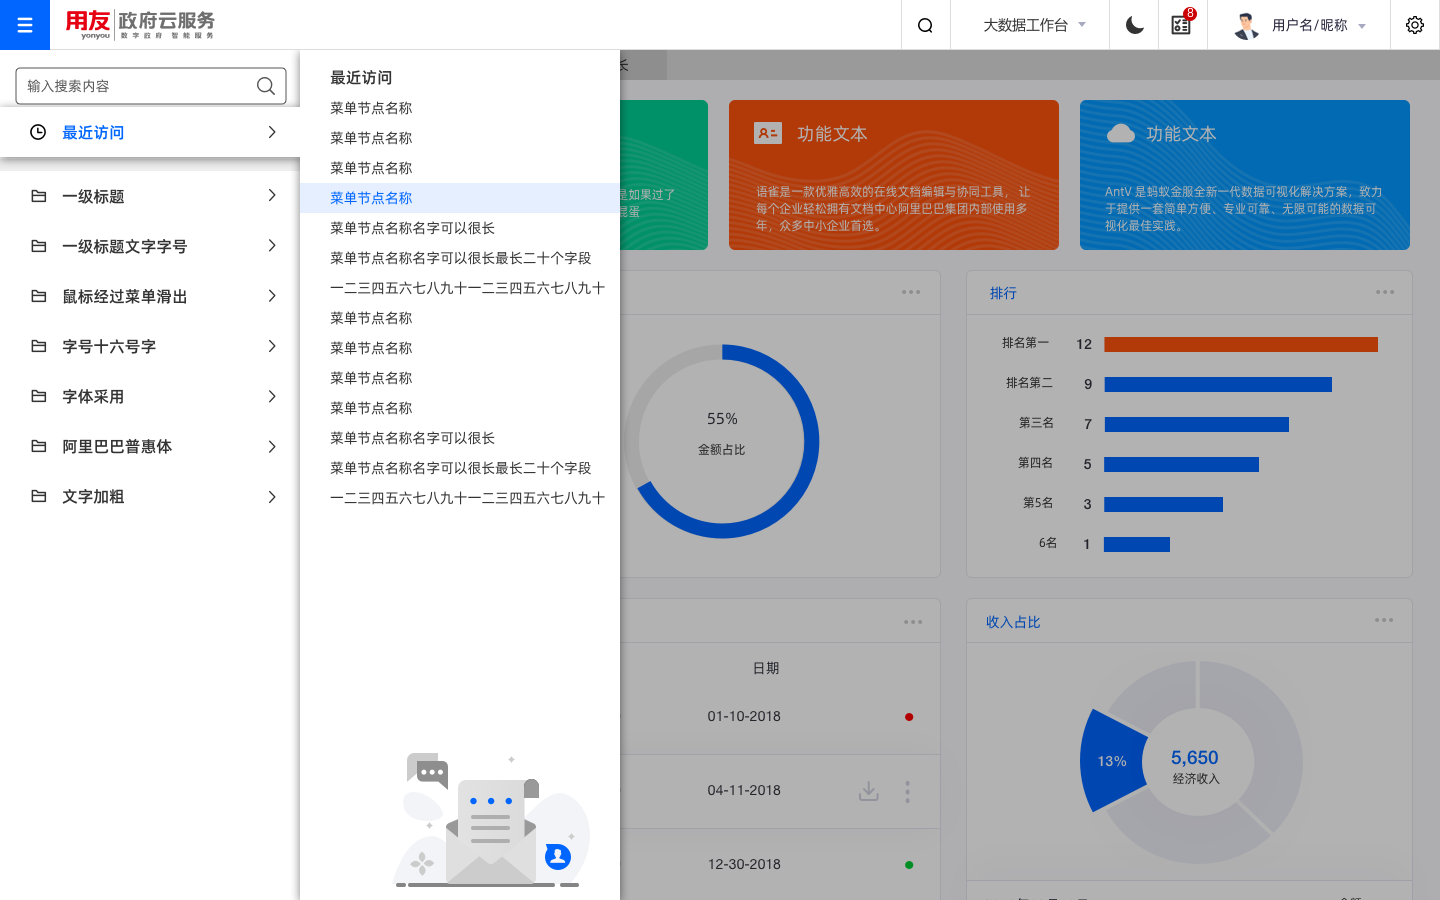 用友 政府云服务
yonyou 数字政府 智能服务
大数据工作台
8
用户名/昵称
输入搜索内容
最近访问
一级标题
一级标题文字字号
鼠标经过菜单滑出
字号十六号字
字体采用
阿里巴巴普惠体
文字加粗
最近访问
菜单节点名称
菜单节点名称
菜单节点名称
菜单节点名称
菜单节点名称名字可以很长
菜单节点名称名字可以很长最长二十个字段
一二三四五六七八九十一二三四五六七八九十
菜单节点名称
菜单节点名称
菜单节点名称
菜单节点名称
菜单节点名称名字可以很长
菜单节点名称名字可以很长最长二十个字段
一二三四五六七八九十一二三四五六七八九十
长
是如果过了
混蛋
功能文本
语雀是一款优雅高效的在线文档编辑与协同工具， 让
每个企业轻松拥有文档中心阿里巴巴集团内部使用多
年，众多中小企业首选。
功能文本
AntV 是蚂蚁金服全新一代数据可视化解决方案，致力
于提供一套简单方便、专业可靠、无限可能的数据可
视化最佳实践。
55%
金额占比
排行
排名第一 12
排名第二 9
第三名 7
第四名 5
第5名 3
6名 1
日期
01-10-2018
04-11-2018
12-30-2018
收入占比
13%
5,650
经济收入